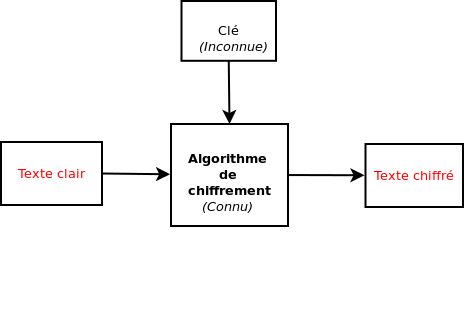 Clé
(Inconnue)
Texte clair
Algorithme
de
chiffrement
(Connu)
Texte chiffré